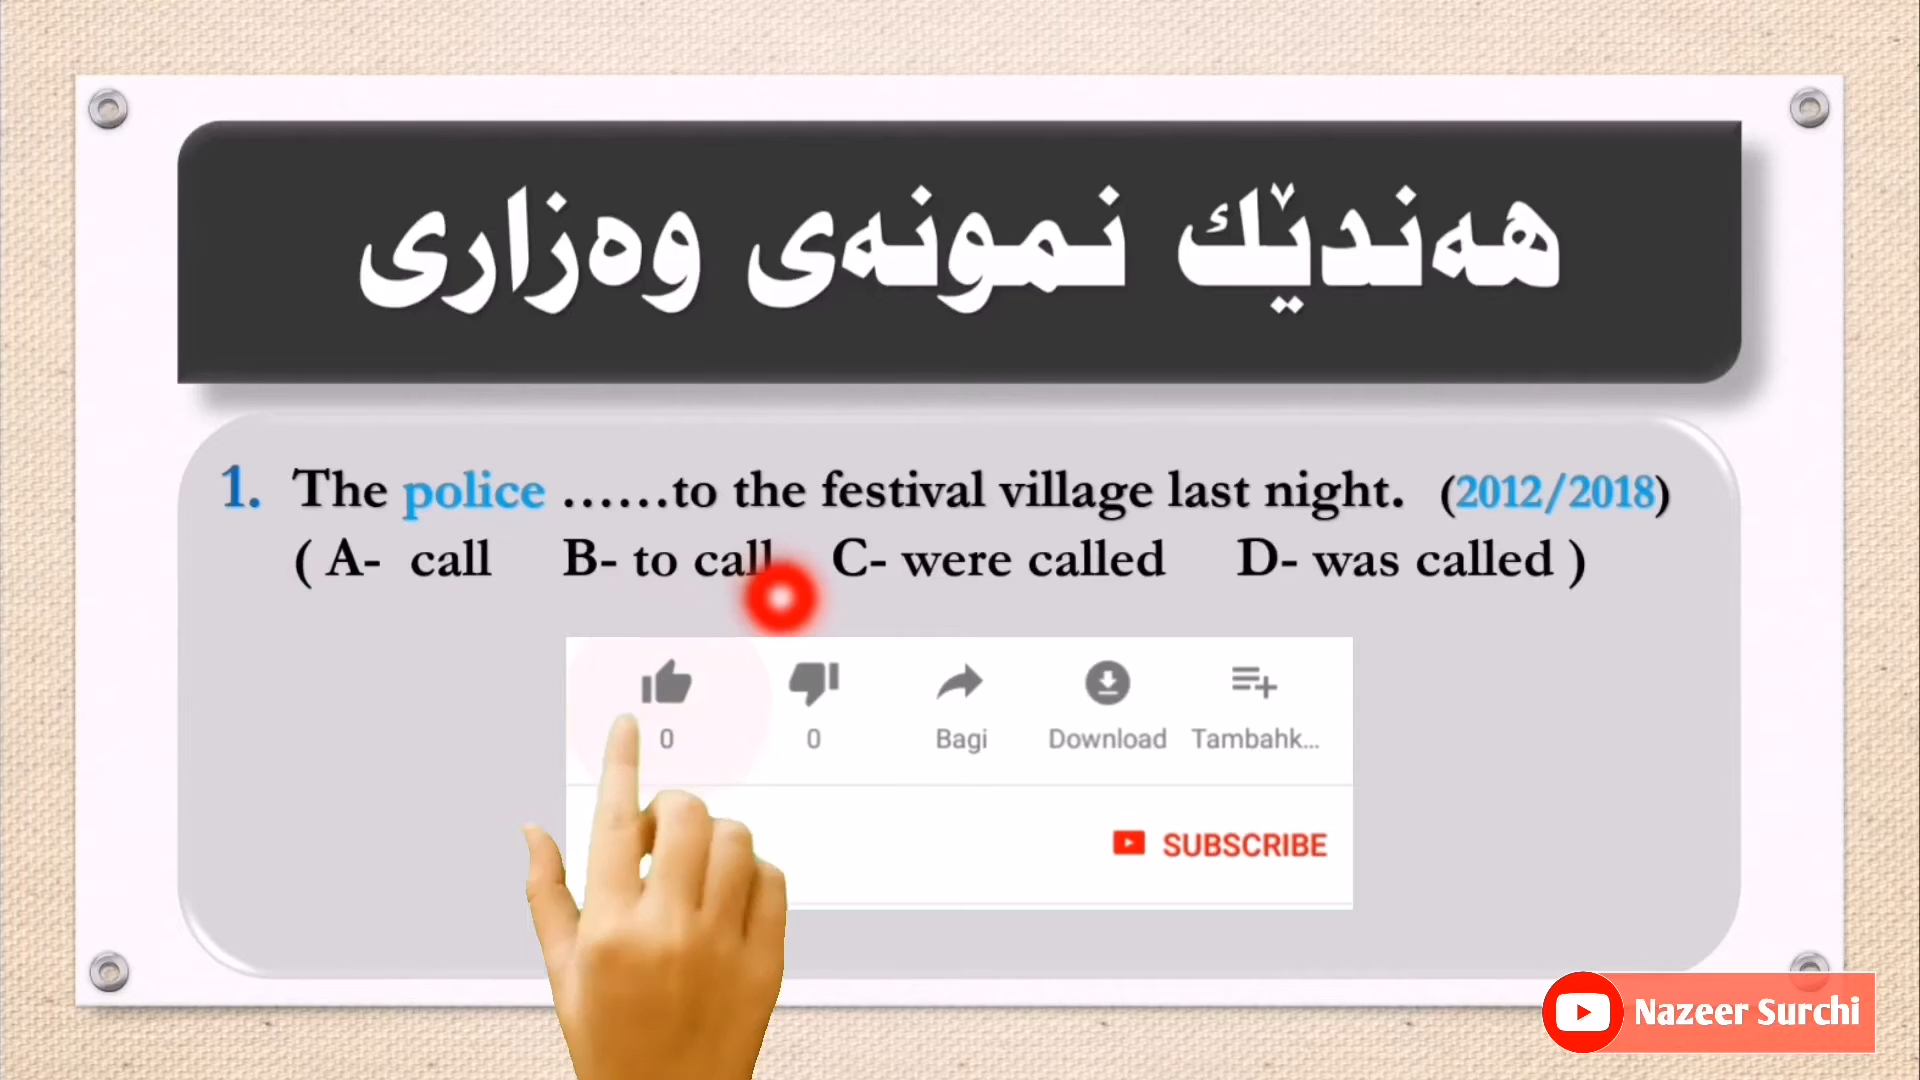 هەندێك نمونەی وەزاری
1. The police ......to the festival village last night. (2012/2018)
( A- call B- to call C- were called D- was called )
0 0 Bagi Download Tambahk...
SUBSCRIBE
Nazeer Surchi